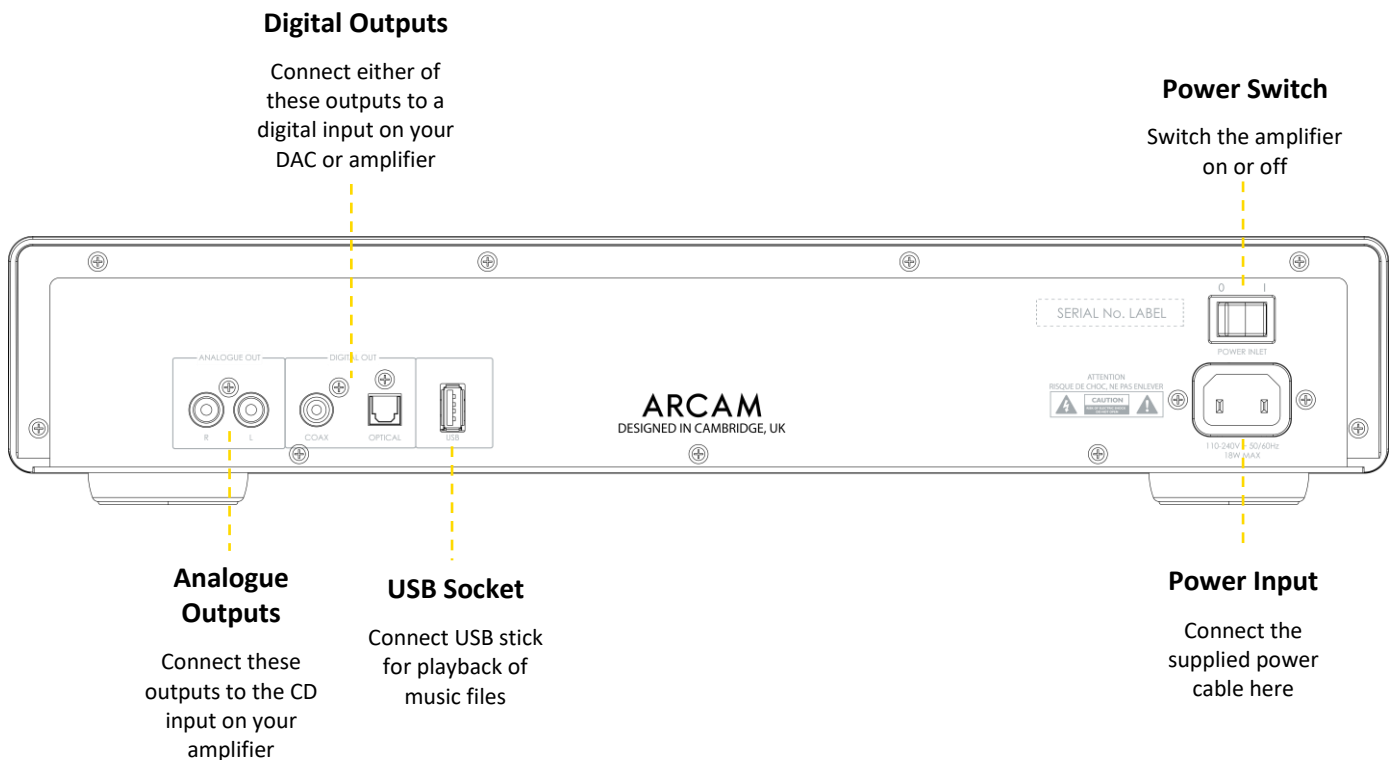 Digital Outputs
Connect either of
these outputs to a
digital input on your
DAC or amplifier
Power Switch
Switch the amplifier
on or off
0 I
SERIAL No. LABEL
POWER INLET
ANALOGUE OUT
DIGITAL OUT
R L
COAX
OPTICAL
USB
ARCAM
DESIGNED IN CAMBRIDGE, UK
ATTENTION
RISQUE DE CHOC, NE PAS ENLEVER
CAUTION
110-240V ~ 50/60Hz
18W MAX
Analogue
Outputs
Connect these
outputs to the CD
input on your
amplifier
USB Socket
Connect USB stick
for playback of
music files
Power Input
Connect the
supplied power
cable here